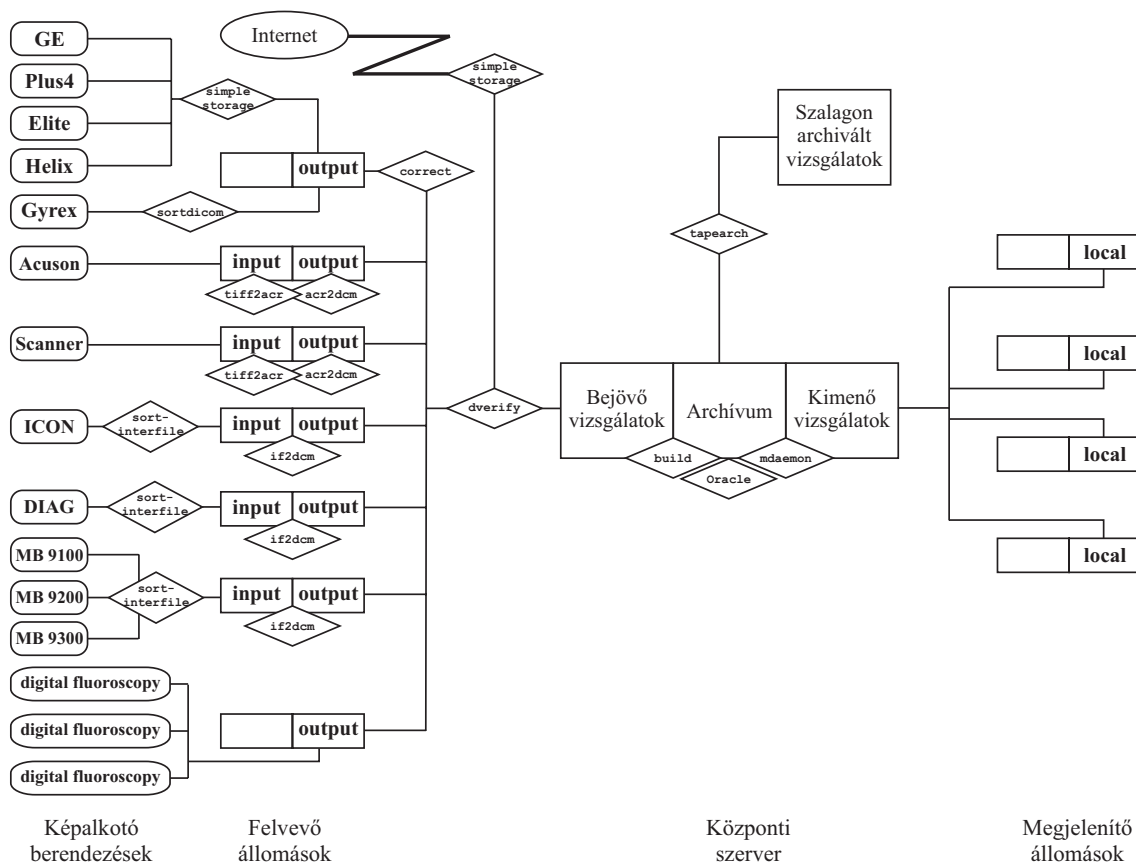 GE
Plus4
Elite
Helix
Gyrex
Acuson
Scanner
ICON
DIAG
MB 9100
MB 9200
MB 9300
digital fluoroscopy
digital fluoroscopy
digital fluoroscopy
simple
storage
sortdicom
sort-
interfile
sort-
interfile
sort-
interfile
output
correct
input output
tiff2acr acr2dcm
input output
tiff2acr acr2dcm
input output
if2dcm
input output
if2dcm
input output
if2dcm
output
Internet
simple
storage
dverify
Szalagon
archivált
vizsgálatok
tapearch
Bejövő
vizsgálatok
Archívum
Kimenő
vizsgálatok
build
mdaemon
Oracle
local
local
local
local
Képalkotó
berendezések
Felvevő
állomások
Központi
szerver
Megjelenítő
állomások